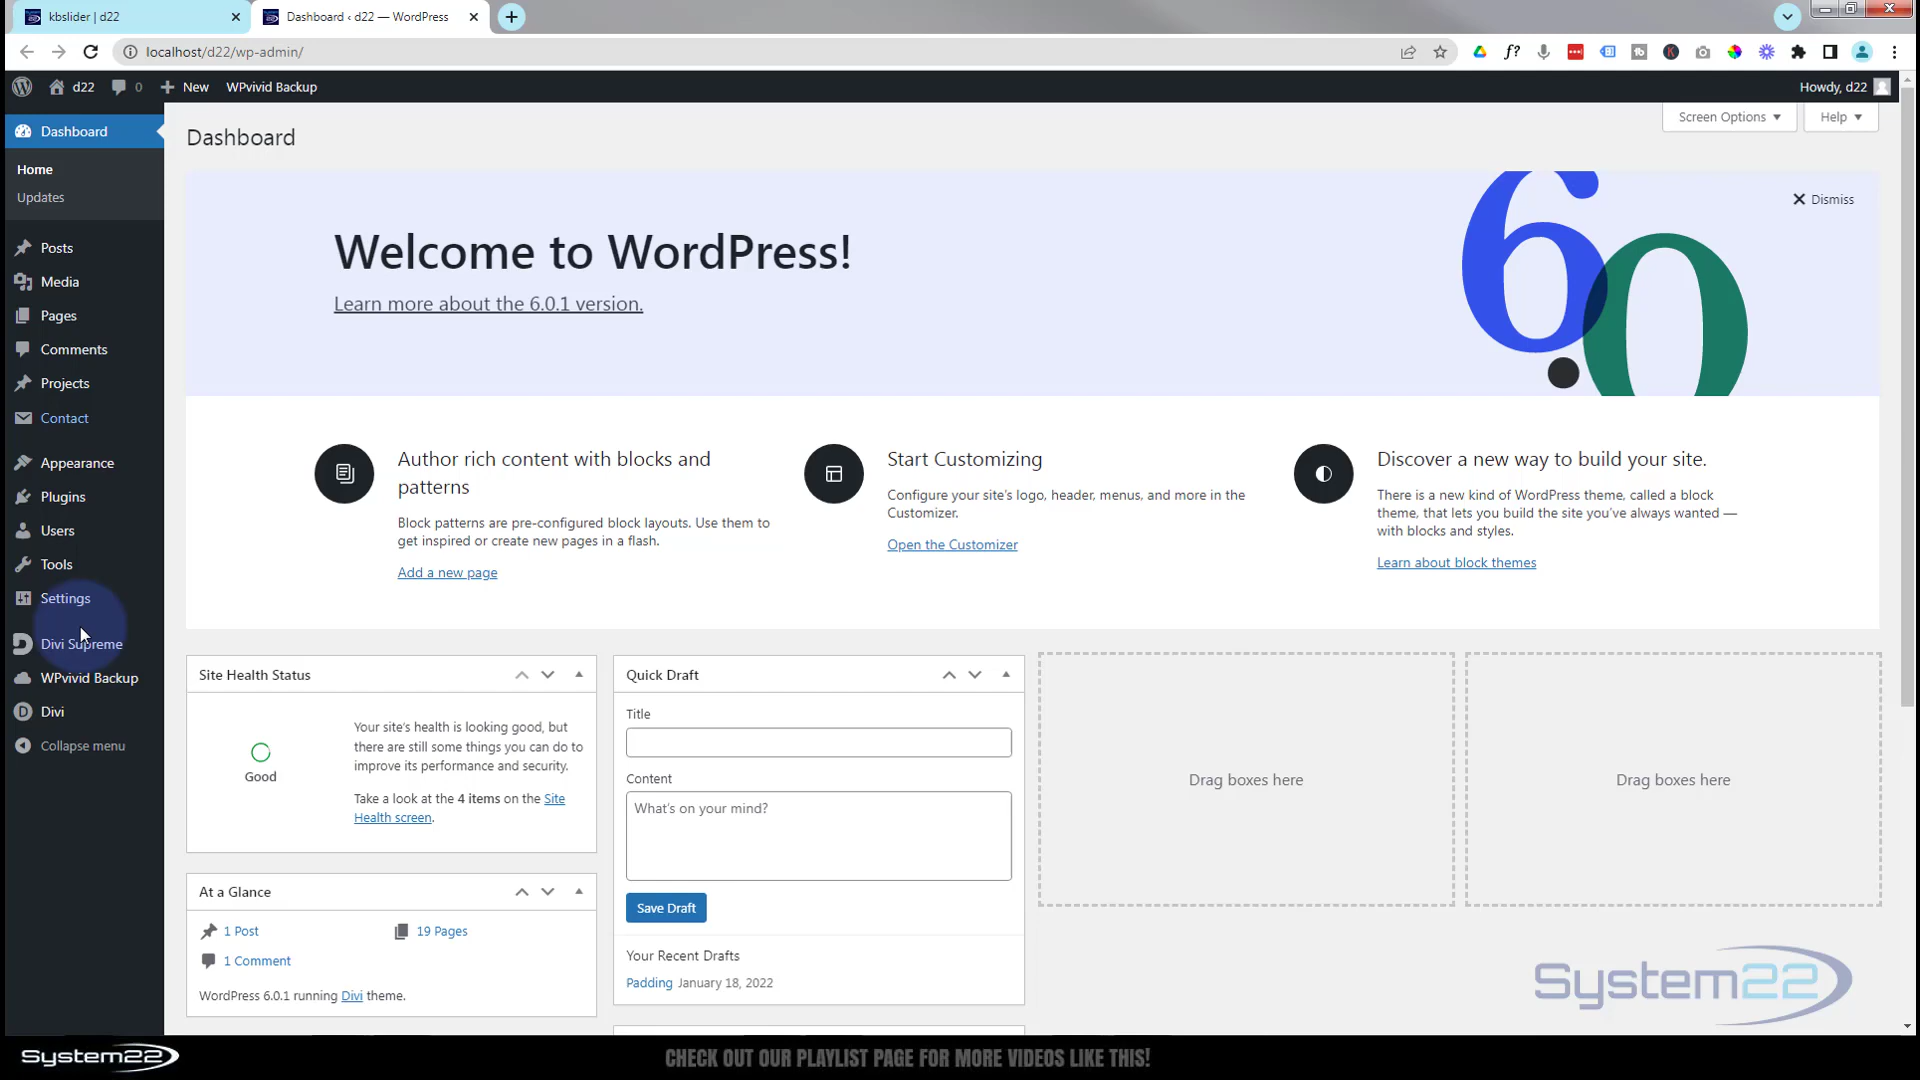 kbslider | d22
Dashboard ‹ d22 — WordPress
localhost/d22/wp-admin/
d22
0
New
WPvivid Backup
Howdy, d22
Dashboard
Home
Updates
Posts
Media
Pages
Comments
Projects
Contact
Appearance
Plugins
Users
Tools
Settings
Divi Supreme
WPvivid Backup
Divi
Collapse menu
Dashboard
Screen Options
Help
Dismiss
Welcome to WordPress!
Learn more about the 6.0.1 version.
6.0
Author rich content with blocks and
patterns
Block patterns are pre-configured block layouts. Use them to
get inspired or create new pages in a flash.
Add a new page
Start Customizing
Configure your site's logo, header, menus, and more in the
Customizer.
Open the Customizer
Discover a new way to build your site.
There is a new kind of WordPress theme, called a block
theme, that lets you build the site you've always wanted —
with blocks and styles.
Learn about block themes
Site Health Status
Good
Your site's health is looking good, but
there are still some things you can do to
improve its performance and security.
Take a look at the 4 items on the Site
Health screen.
At a Glance
1 Post
19 Pages
1 Comment
WordPress 6.0.1 running Divi theme.
Quick Draft
Title
Content
What's on your mind?
Save Draft
Your Recent Drafts
Padding January 18, 2022
Drag boxes here
Drag boxes here
System22
System22
CHECK OUT OUR PLAYLIST PAGE FOR MORE VIDEOS LIKE THIS!